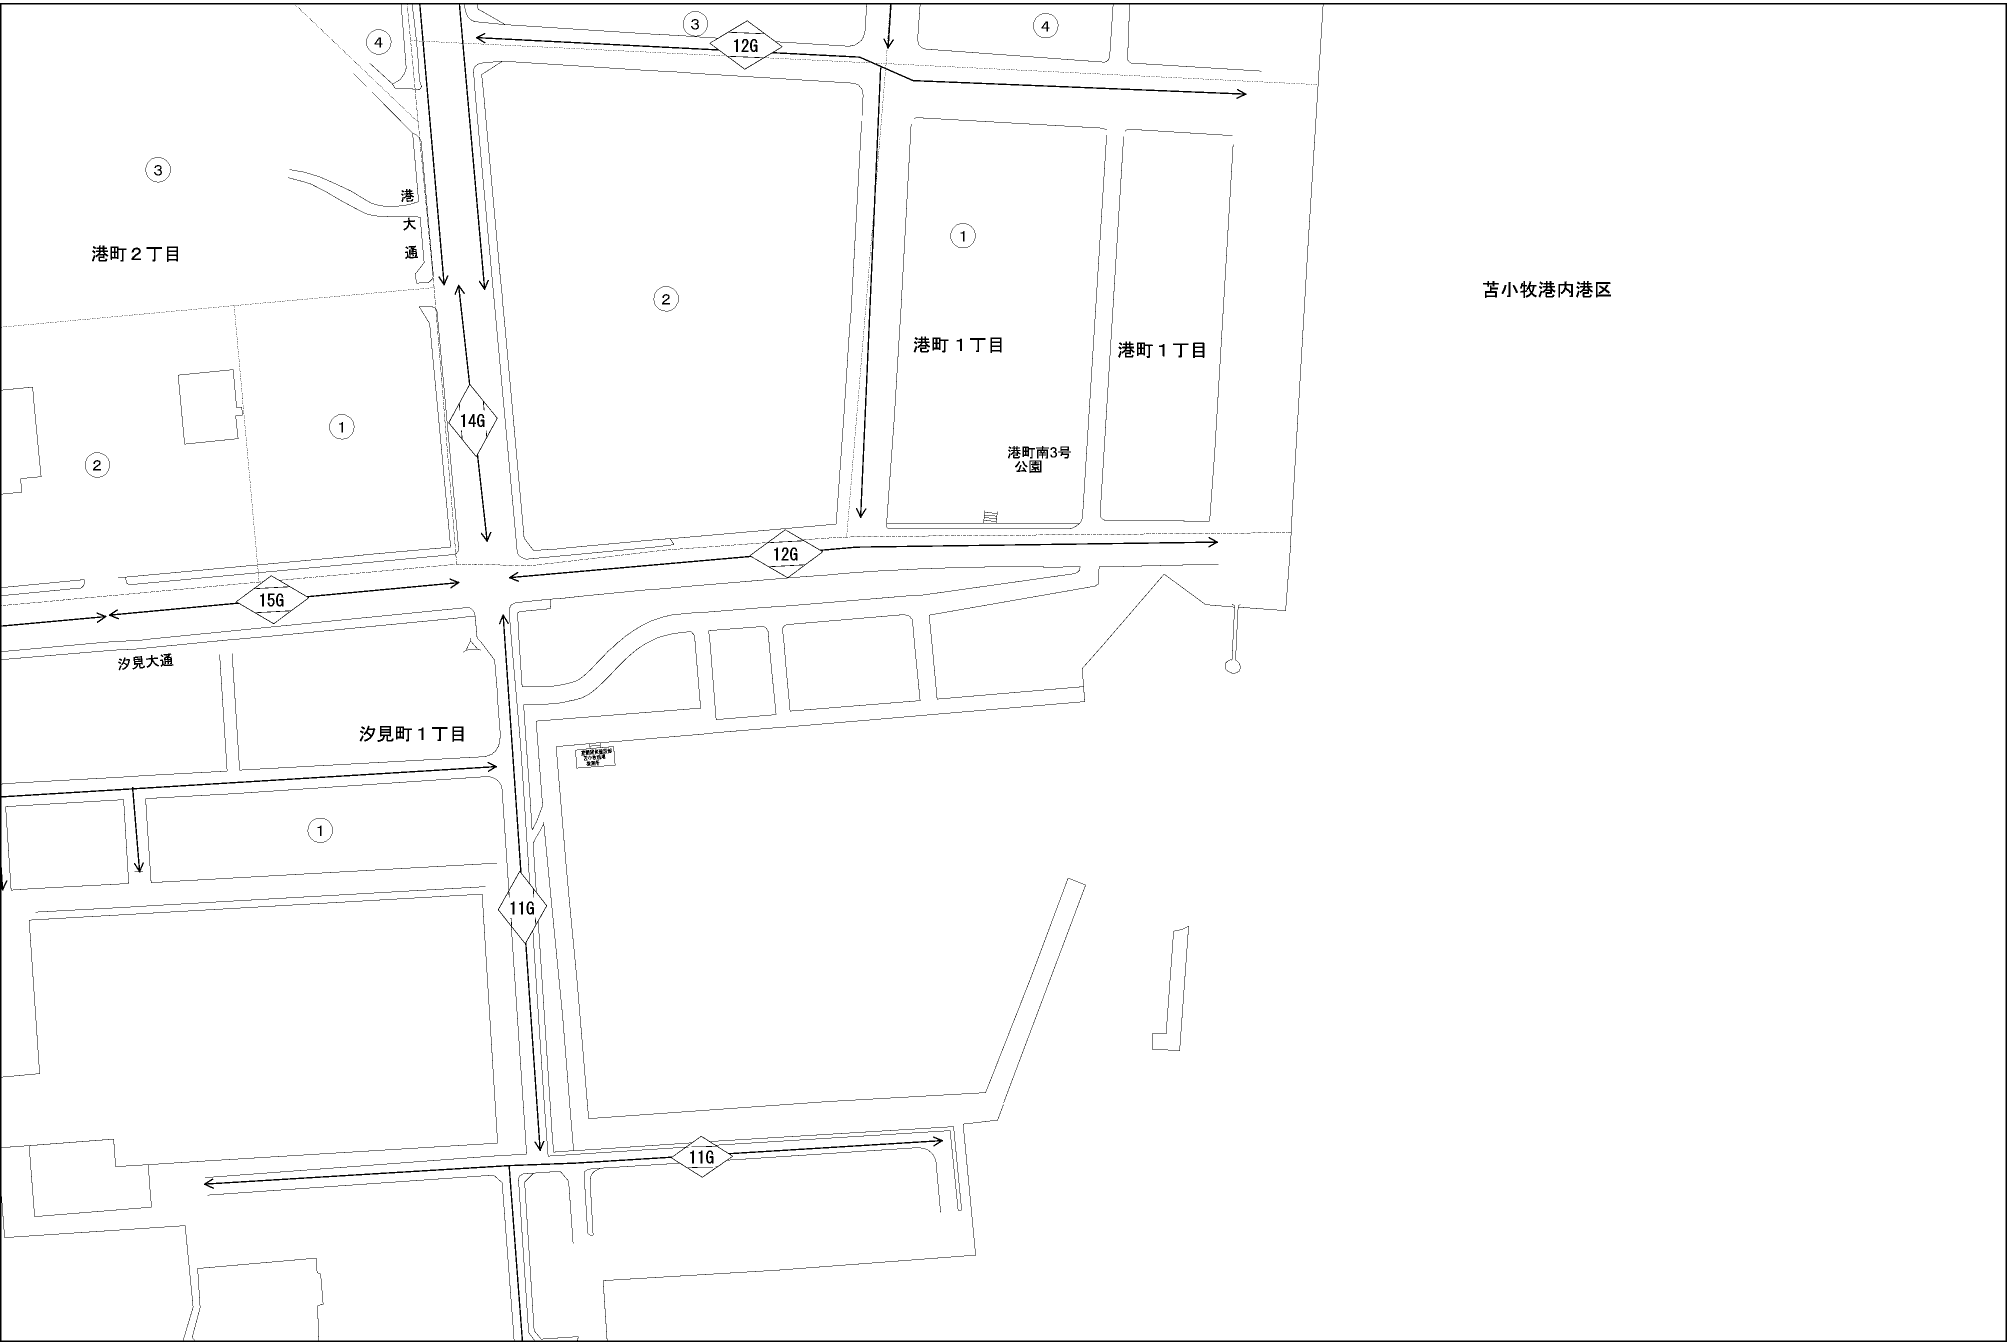 ③
④
④
12G
③
港大通
①
港町２丁目
苫小牧港内港区
②
港町１丁目
港町１丁目
14G
①
港町南3号
公園
②
12G
15G
汐見大通
汐見町１丁目
①
11G
11G